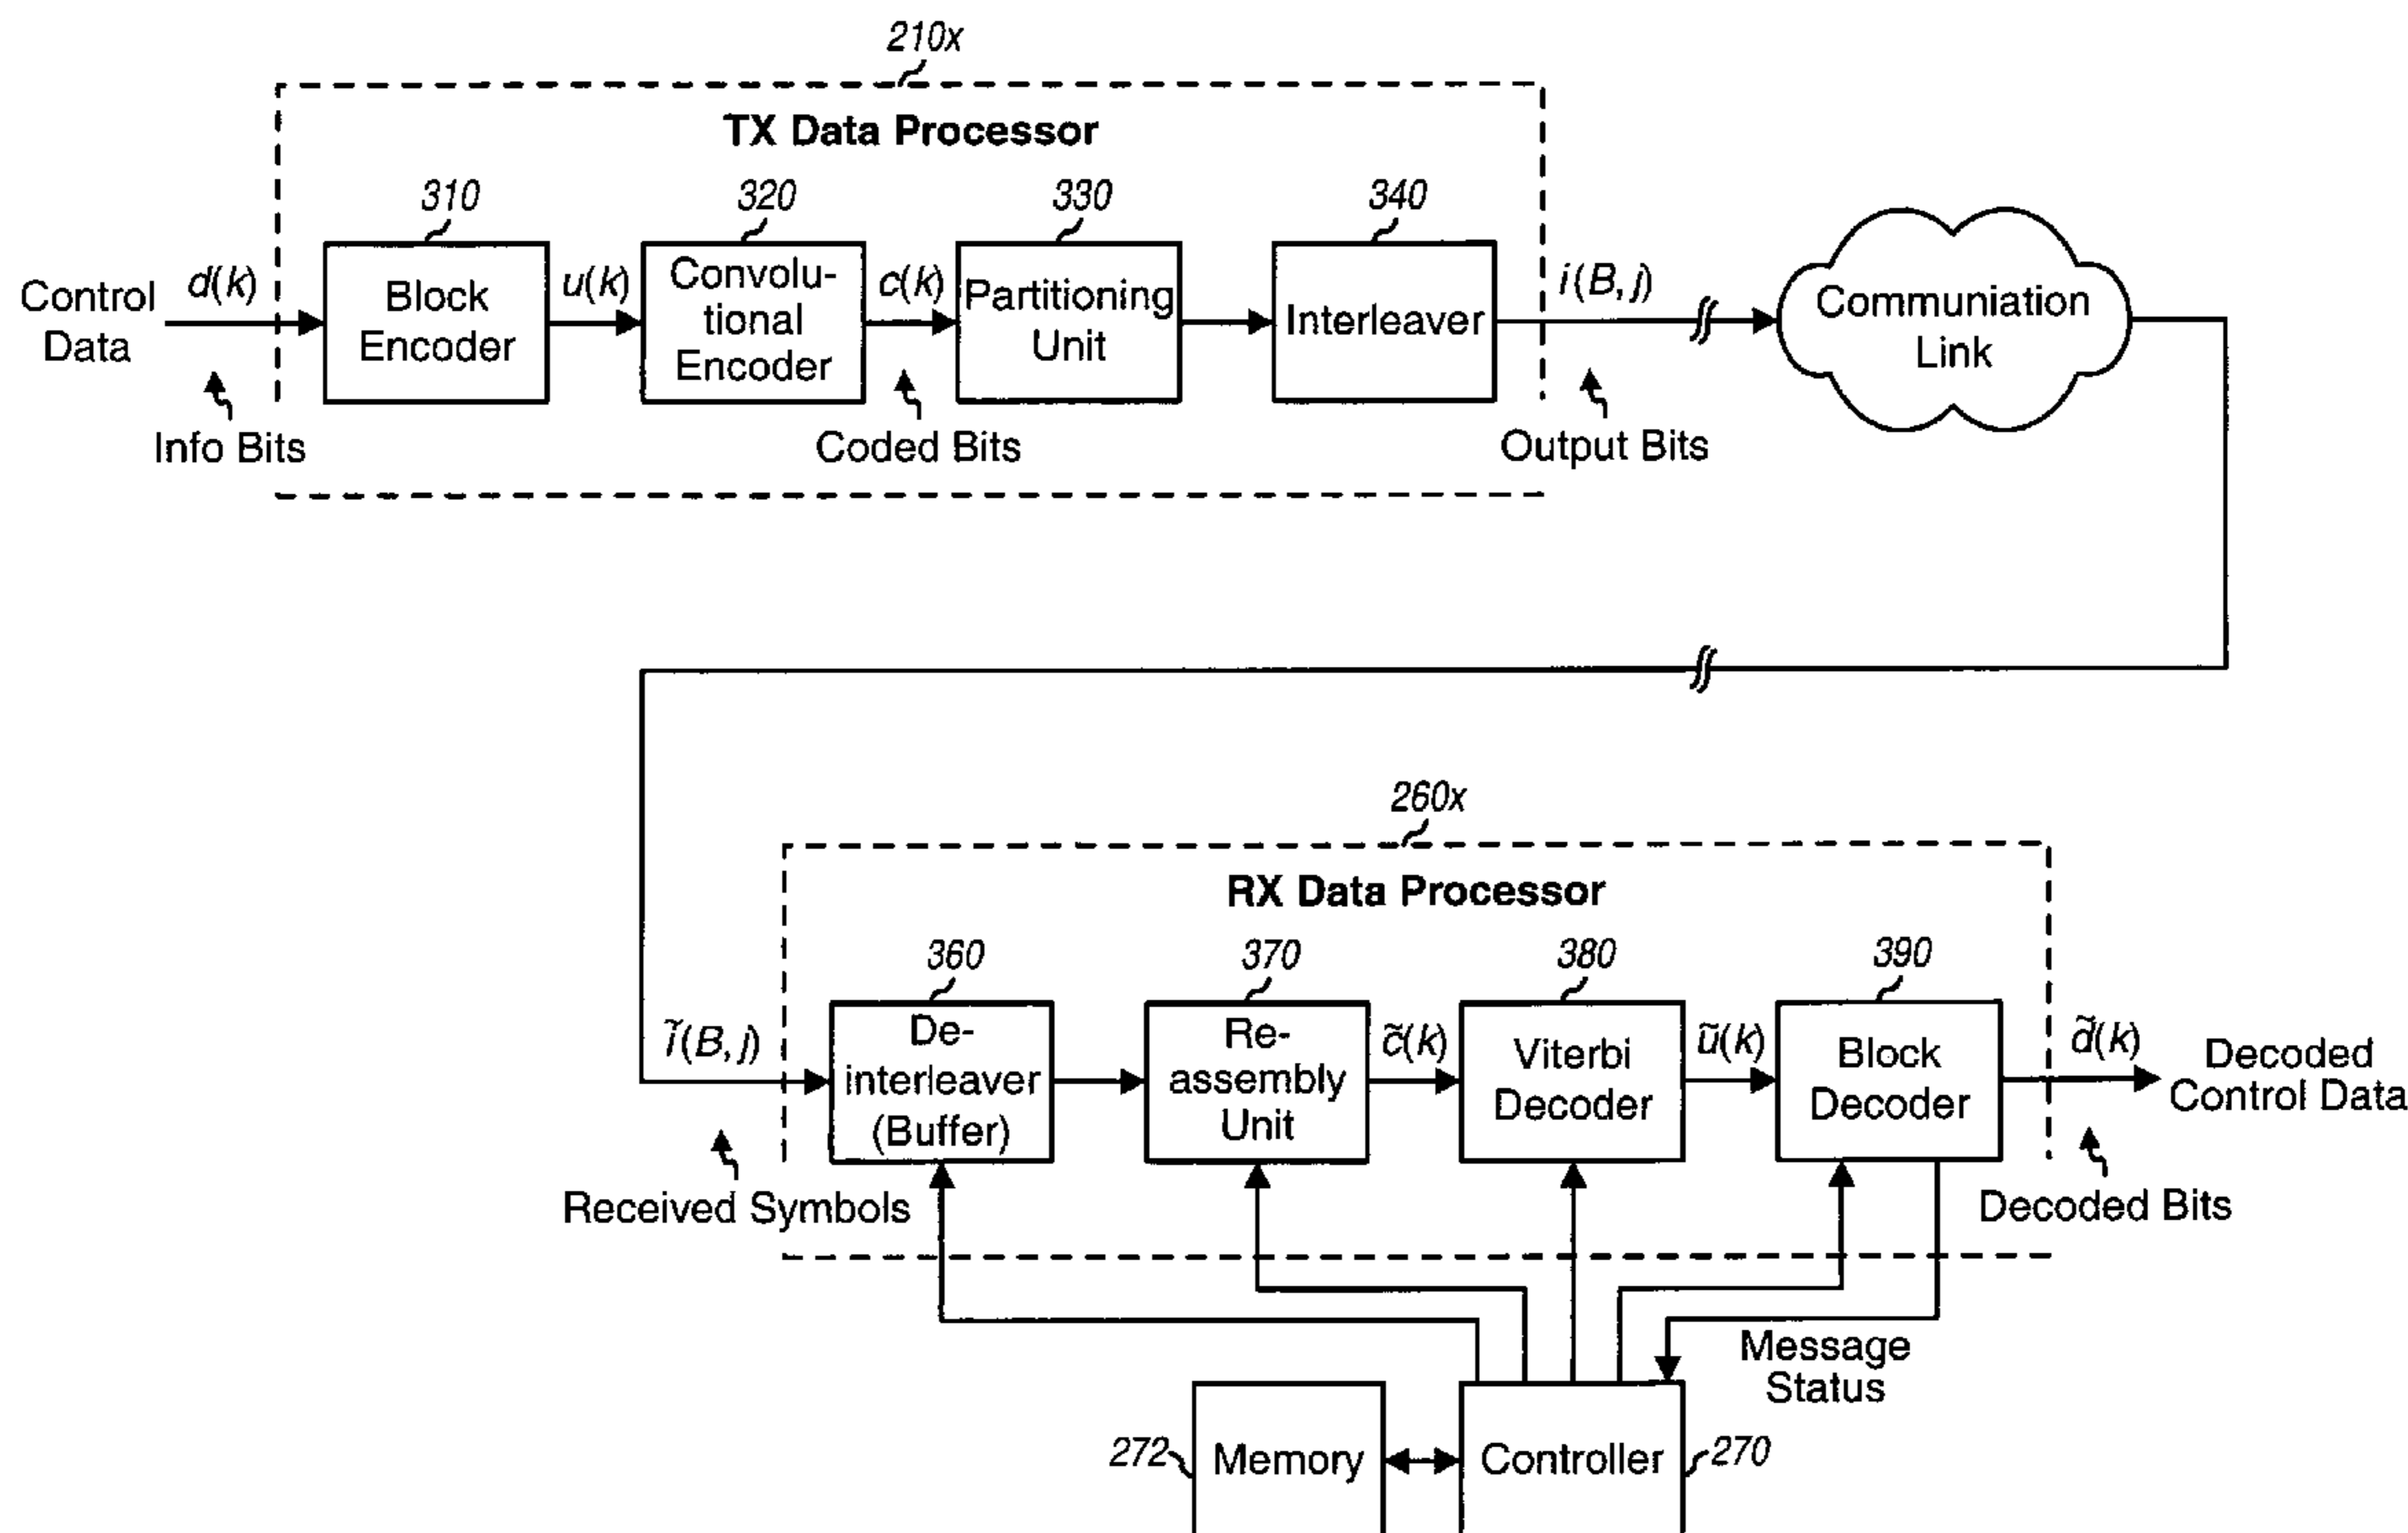 210x
TX Data Processor
310
320
330
340
Control
Data
d(k)
Block
Encoder
u(k)
Convolu-
tional
Encoder
c(k)
Partitioning
Unit
Interleaver
i(B, j)
Communiation
Link
Info Bits
Coded Bits
Output Bits
260x
RX Data Processor
360
370
380
390
ĩ(B, j)
De-
interleaver
(Buffer)
Re-
assembly
Unit
c̃(k)
Viterbi
Decoder
ũ(k)
Block
Decoder
d̃(k)
Decoded
Control Data
Received Symbols
Decoded Bits
Message
Status
272
Memory
Controller
270